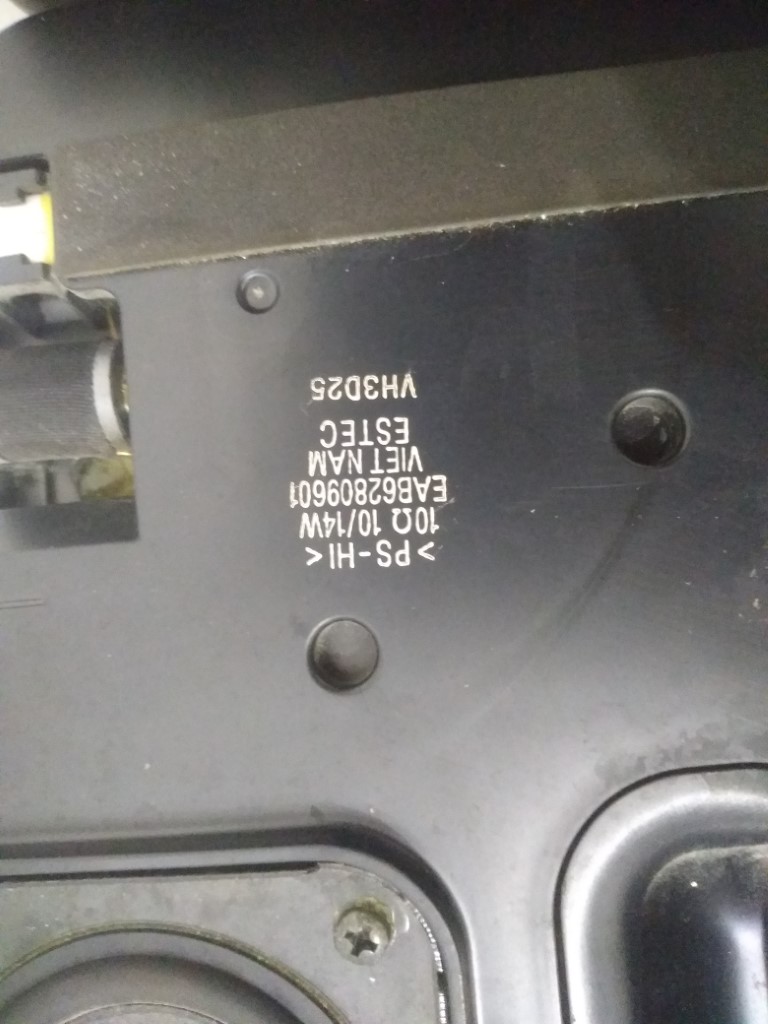 >PS-HI<
10Ω 10/14W
EAB62809601
VIET NAM
ESTEC
VH3D25